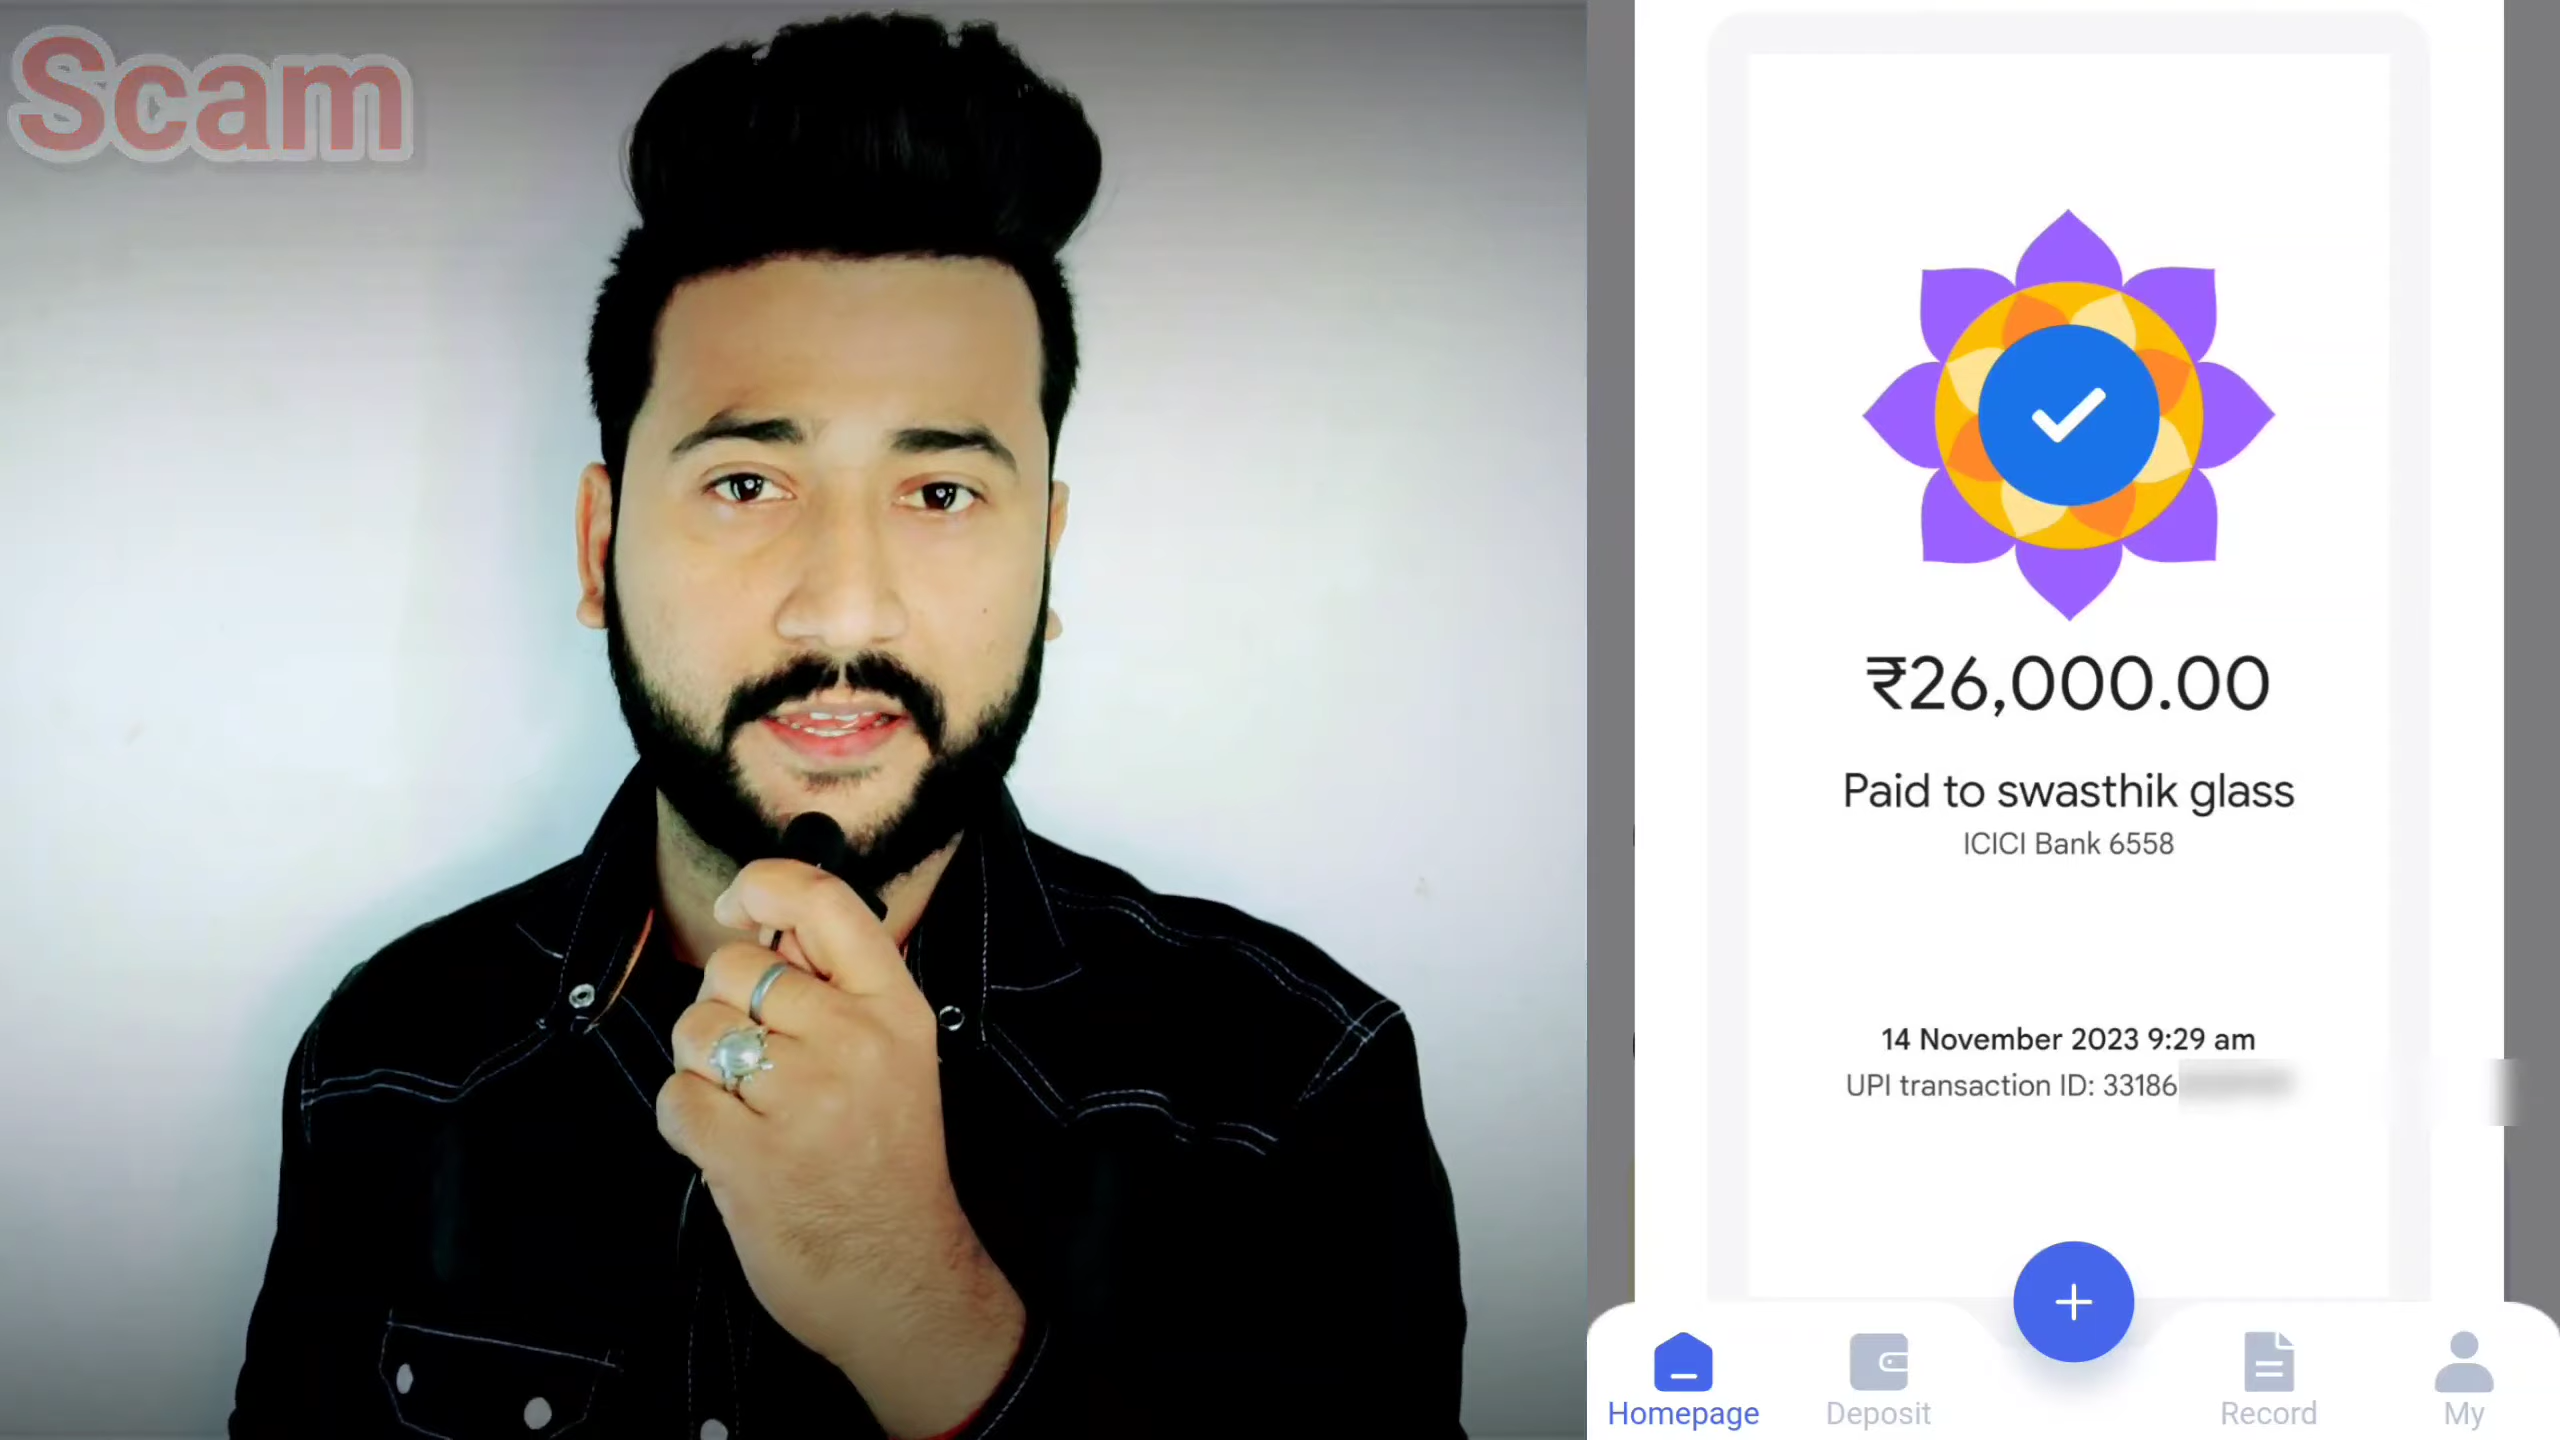 Scam
₹26,000.00
Paid to swasthik glass
ICICI Bank 6558
14 November 2023 9:29 am
UPI transaction ID: 33186
Homepage
Deposit
Record
My